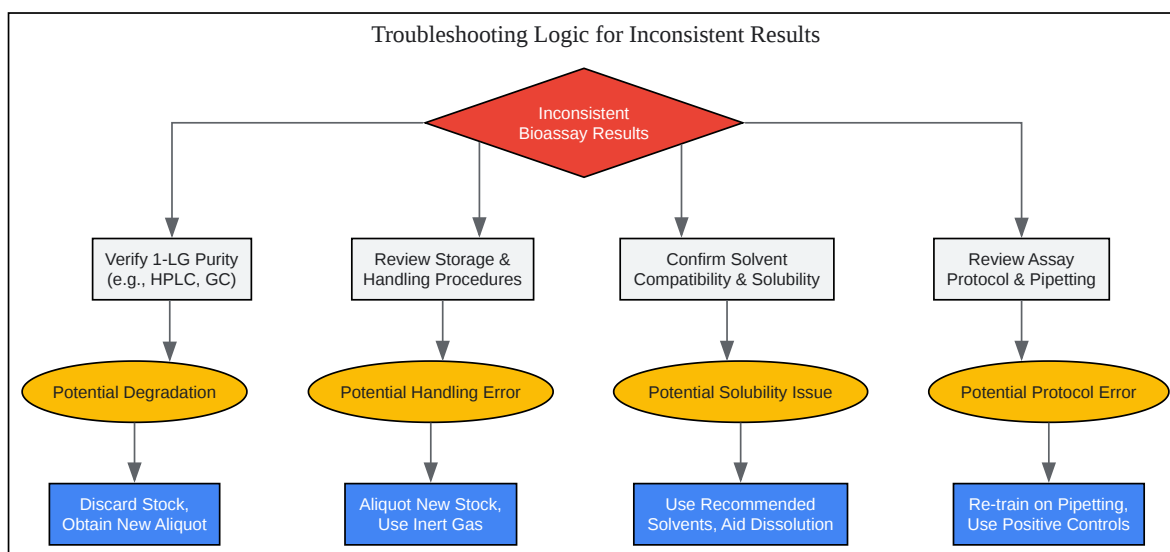 Troubleshooting Logic for Inconsistent Results
Inconsistent
Bioassay Results
Verify 1-LG Purity
(e.g., HPLC, GC)
Review Storage &
Handling Procedures
Confirm Solvent
Compatibility & Solubility
Review Assay
Protocol & Pipetting
Potential Degradation
Potential Handling Error
Potential Solubility Issue
Potential Protocol Error
Discard Stock,
Obtain New Aliquot
Aliquot New Stock,
Use Inert Gas
Use Recommended
Solvents, Aid Dissolution
Re-train on Pipetting,
Use Positive Controls